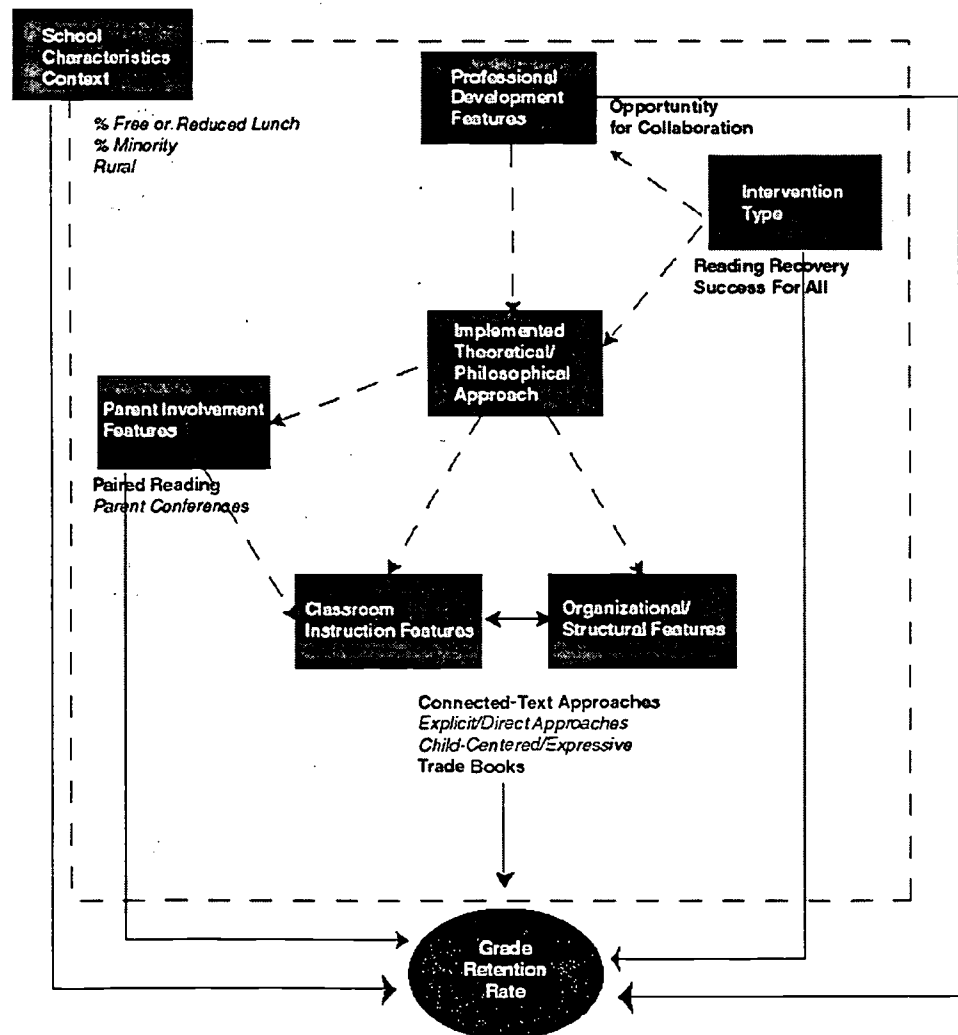 School
Characteristics
Context
% Free or Reduced Lunch
% Minority
Rural
Professional
Development
Features
Opportuntity
for Collaboration
Intervention
Type
Reading Recovery
Success For All
Implemented
Theoretical/
Philosophical
Approach
Parent Involvement
Features
Paired Reading
Parent Conferences
Classroom
Instruction Features
Organizational/
Structural Features
Connected-Text Approaches
Explicit/Direct Approaches
Child-Centered/Expressive
Trade Books
Grade
Retention
Rate